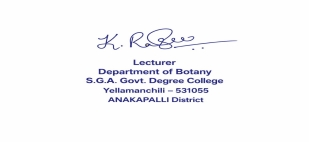 Lecturer
Department of Botany
S.G.A. Govt. Degree College
Yellamanchili – 531055
ANAKAPALLI District